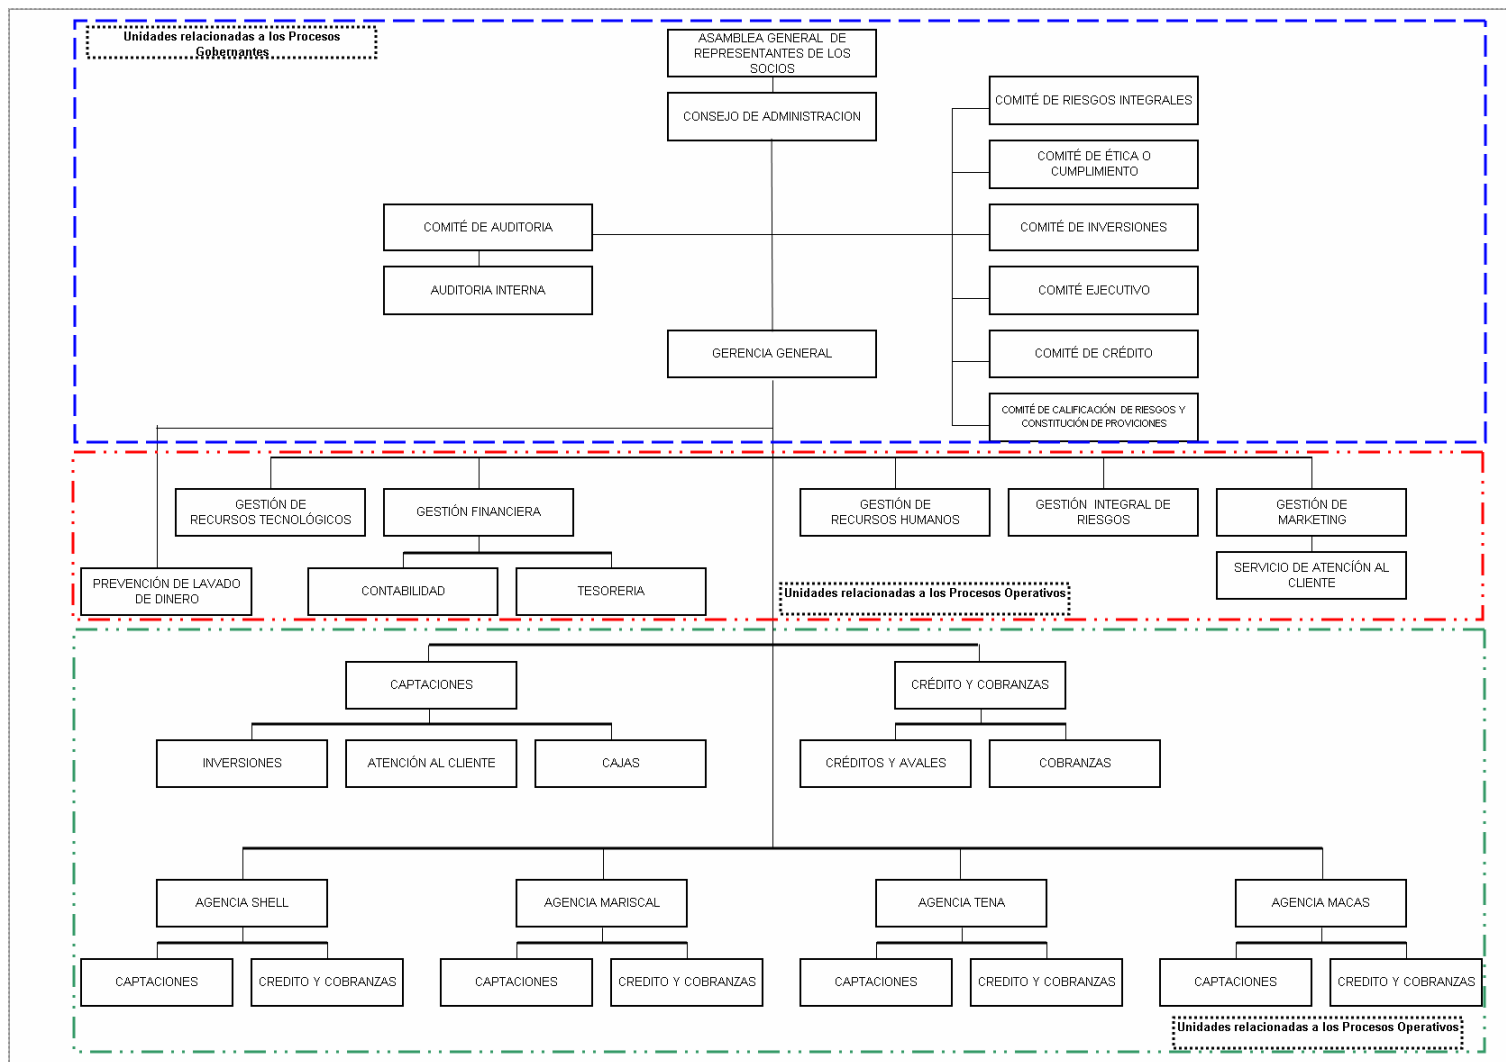 Unidades relacionadas a los Procesos
Gobernantes
ASAMBLEA GENERAL DE
REPRESENTANTES DE LOS
SOCIOS
CONSEJO DE ADMINISTRACION
COMITÉ DE RIESGOS INTEGRALES
COMITÉ DE ÉTICA O
CUMPLIMIENTO
COMITÉ DE AUDITORIA
COMITÉ DE INVERSIONES
AUDITORIA INTERNA
COMITÉ EJECUTIVO
GERENCIA GENERAL
COMITÉ DE CRÉDITO
COMITÉ DE CALIFICACIÓN DE RIESGOS Y
CONSTITUCIÓN DE PROVICIONES
GESTIÓN DE
RECURSOS TECNOLÓGICOS
GESTIÓN FINANCIERA
GESTIÓN DE
RECURSOS HUMANOS
GESTIÓN INTEGRAL DE
RIESGOS
GESTIÓN DE
MARKETING
PREVENCIÓN DE LAVADO
DE DINERO
CONTABILIDAD
TESORERIA
Unidades relacionadas a los Procesos Operativos
SERVICIO DE ATENCÍÓN AL
CLIENTE
CAPTACIONES
CRÉDITO Y COBRANZAS
INVERSIONES
ATENCIÓN AL CLIENTE
CAJAS
CRÉDITOS Y AVALES
COBRANZAS
AGENCIA SHELL
AGENCIA MARISCAL
AGENCIA TENA
AGENCIA MACAS
CAPTACIONES
CREDITO Y COBRANZAS
CAPTACIONES
CREDITO Y COBRANZAS
CAPTACIONES
CREDITO Y COBRANZAS
CAPTACIONES
CREDITO Y COBRANZAS
Unidades relacionadas a los Procesos Operativos